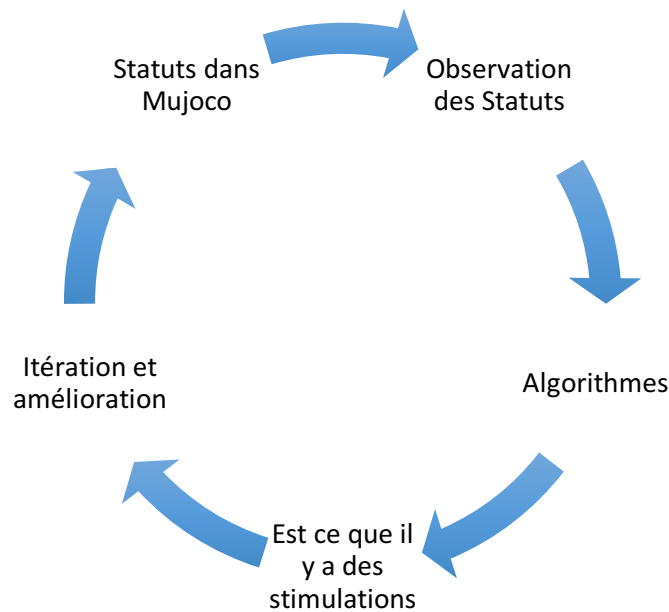 Statuts dans
Mujoco
Observation
des Statuts
Algorithmes
Est ce que il
y a des
stimulations
Itération et
amélioration